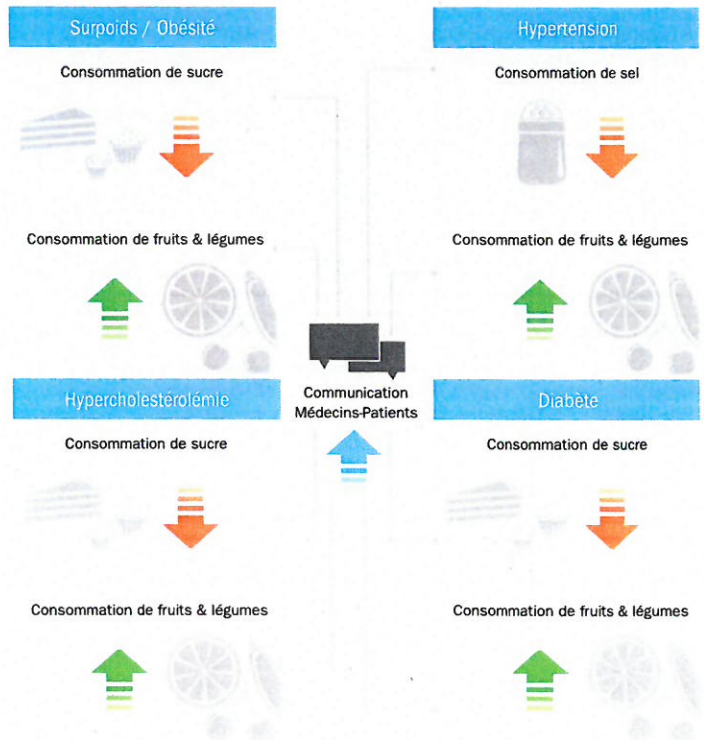 Surpoids / Obésité
Consommation de sucre
Consommation de fruits & légumes
Hypertension
Consommation de sel
Consommation de fruits & légumes
Communication
Médecins-Patients
Hypercholestérolémie
Consommation de sucre
Consommation de fruits & légumes
Diabète
Consommation de sucre
Consommation de fruits & légumes